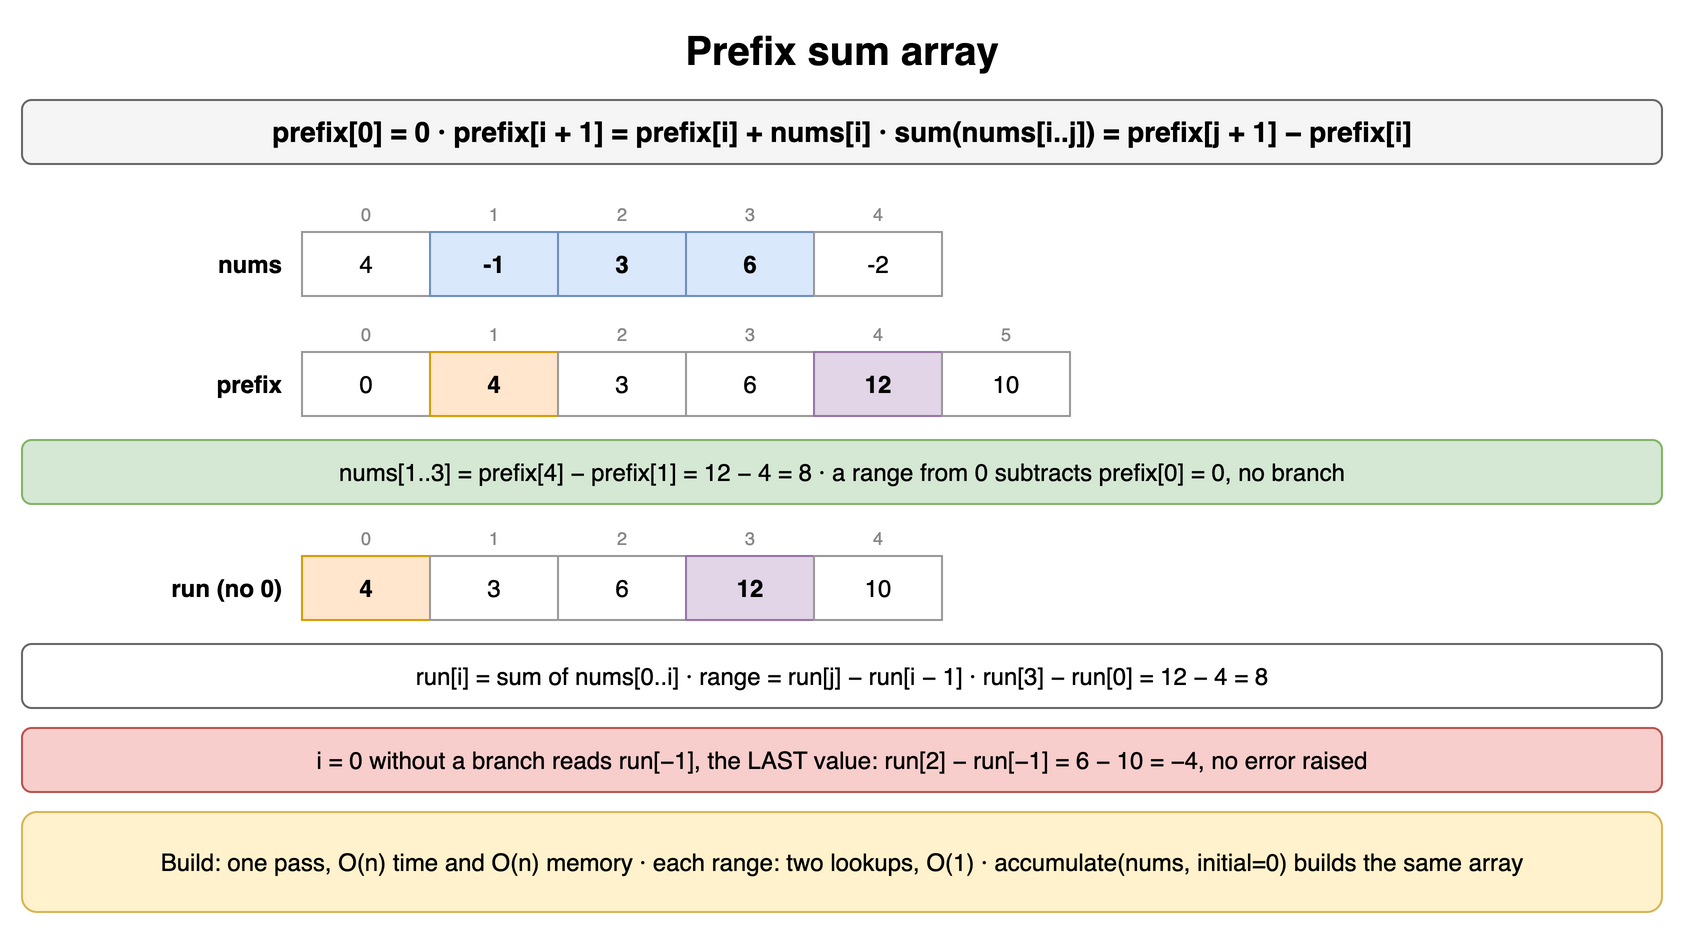 Prefix sum array
prefix[0] = 0 · prefix[i + 1] = prefix[i] + nums[i] · sum(nums[i..j]) = prefix[j + 1] − prefix[i]
0 1 2 3 4
nums 4 -1 3 6 -2
0 1 2 3 4 5
prefix 0 4 3 6 12 10
nums[1..3] = prefix[4] − prefix[1] = 12 − 4 = 8 · a range from 0 subtracts prefix[0] = 0, no branch
0 1 2 3 4
run (no 0) 4 3 6 12 10
run[i] = sum of nums[0..i] · range = run[j] − run[i − 1] · run[3] − run[0] = 12 − 4 = 8
i = 0 without a branch reads run[−1], the LAST value: run[2] − run[−1] = 6 − 10 = −4, no error raised
Build: one pass, O(n) time and O(n) memory · each range: two lookups, O(1) · accumulate(nums, initial=0) builds the same array